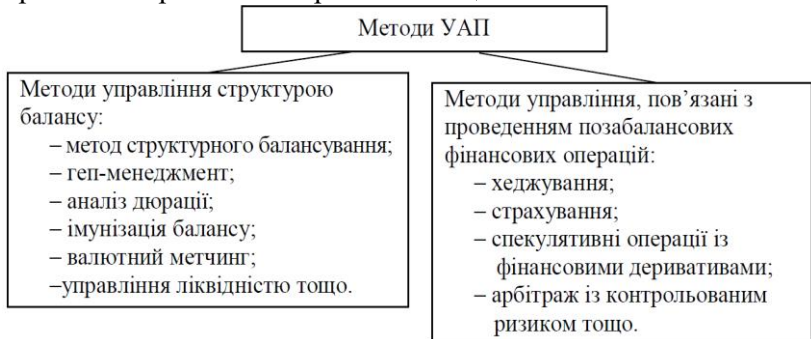 Методи УАП
Методи управління структурою
балансу:
– метод структурного балансування;
– геп-менеджмент;
– аналіз дюрації;
– імунізація балансу;
– валютний метчинг;
–управління ліквідністю тощо.
Методи управління, пов’язані з
проведенням позабалансових
фінансових операцій:
– хеджування;
– страхування;
– спекулятивні операції із
фінансовими деривативами;
– арбітраж із контрольованим
ризиком тощо.